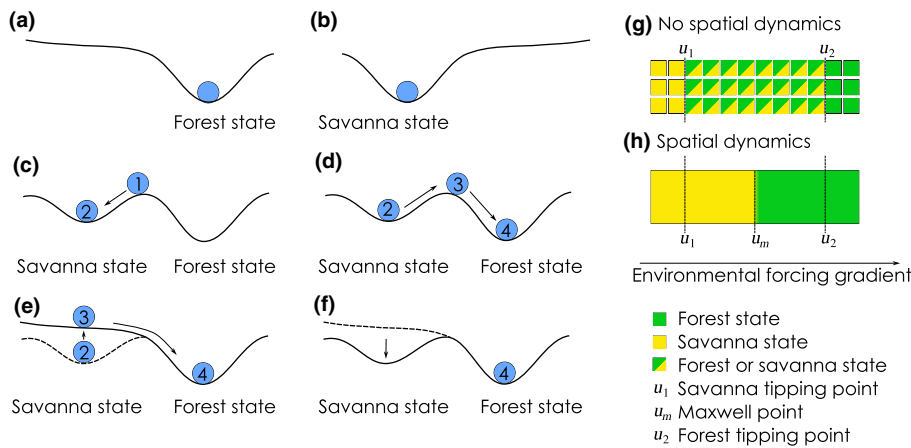 (a)
Forest state
(b)
Savanna state
(c)
1
2
Savanna state Forest state
(d)
2
3
4
Savanna state Forest state
(e)
3
2
4
Savanna state Forest state
(f)
4
Savanna state Forest state
(g) No spatial dynamics
u1 u2
(h) Spatial dynamics
u1 um u2
Environmental forcing gradient
Forest state
Savanna state
Forest or savanna state
u1 Savanna tipping point
um Maxwell point
u2 Forest tipping point